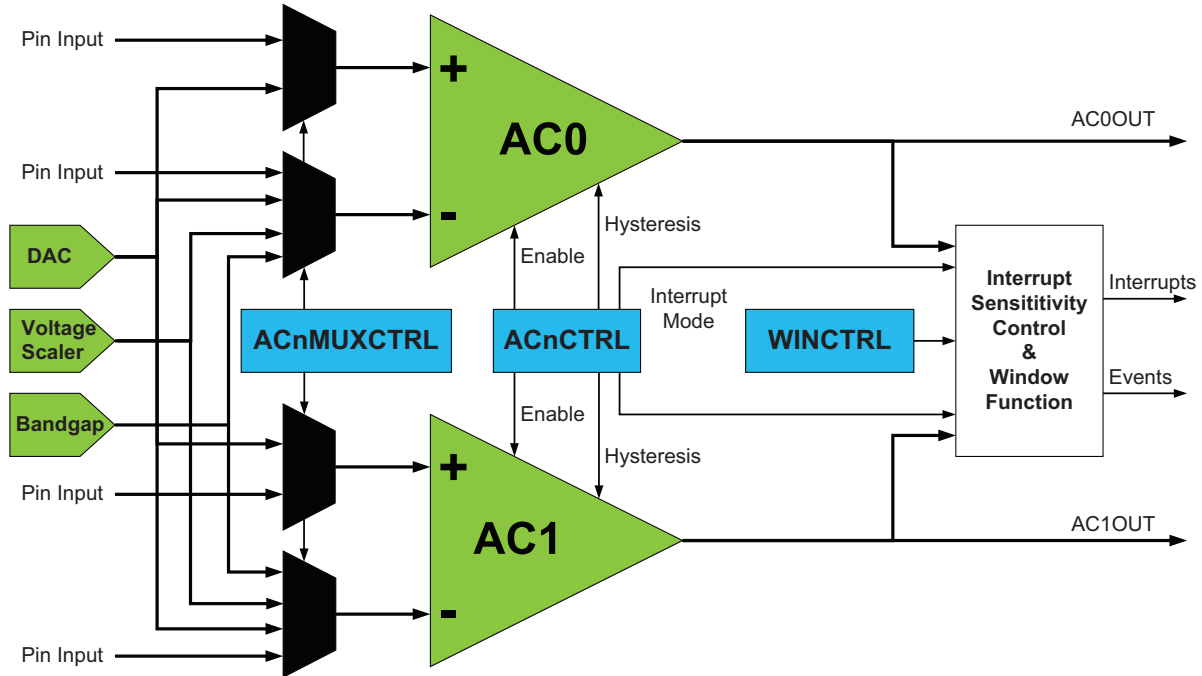 Pin Input
+
AC0
AC0OUT
Pin Input
-
Hysteresis
DAC
Enable
Interrupt
Sensititivity
Control
&
Window
Function
Interrupts
Interrupt
Mode
Voltage
Scaler
ACnMUXCTRL
ACnCTRL
WINCTRL
Events
Bandgap
Enable
Hysteresis
+
Pin Input
AC1
AC1OUT
-
Pin Input